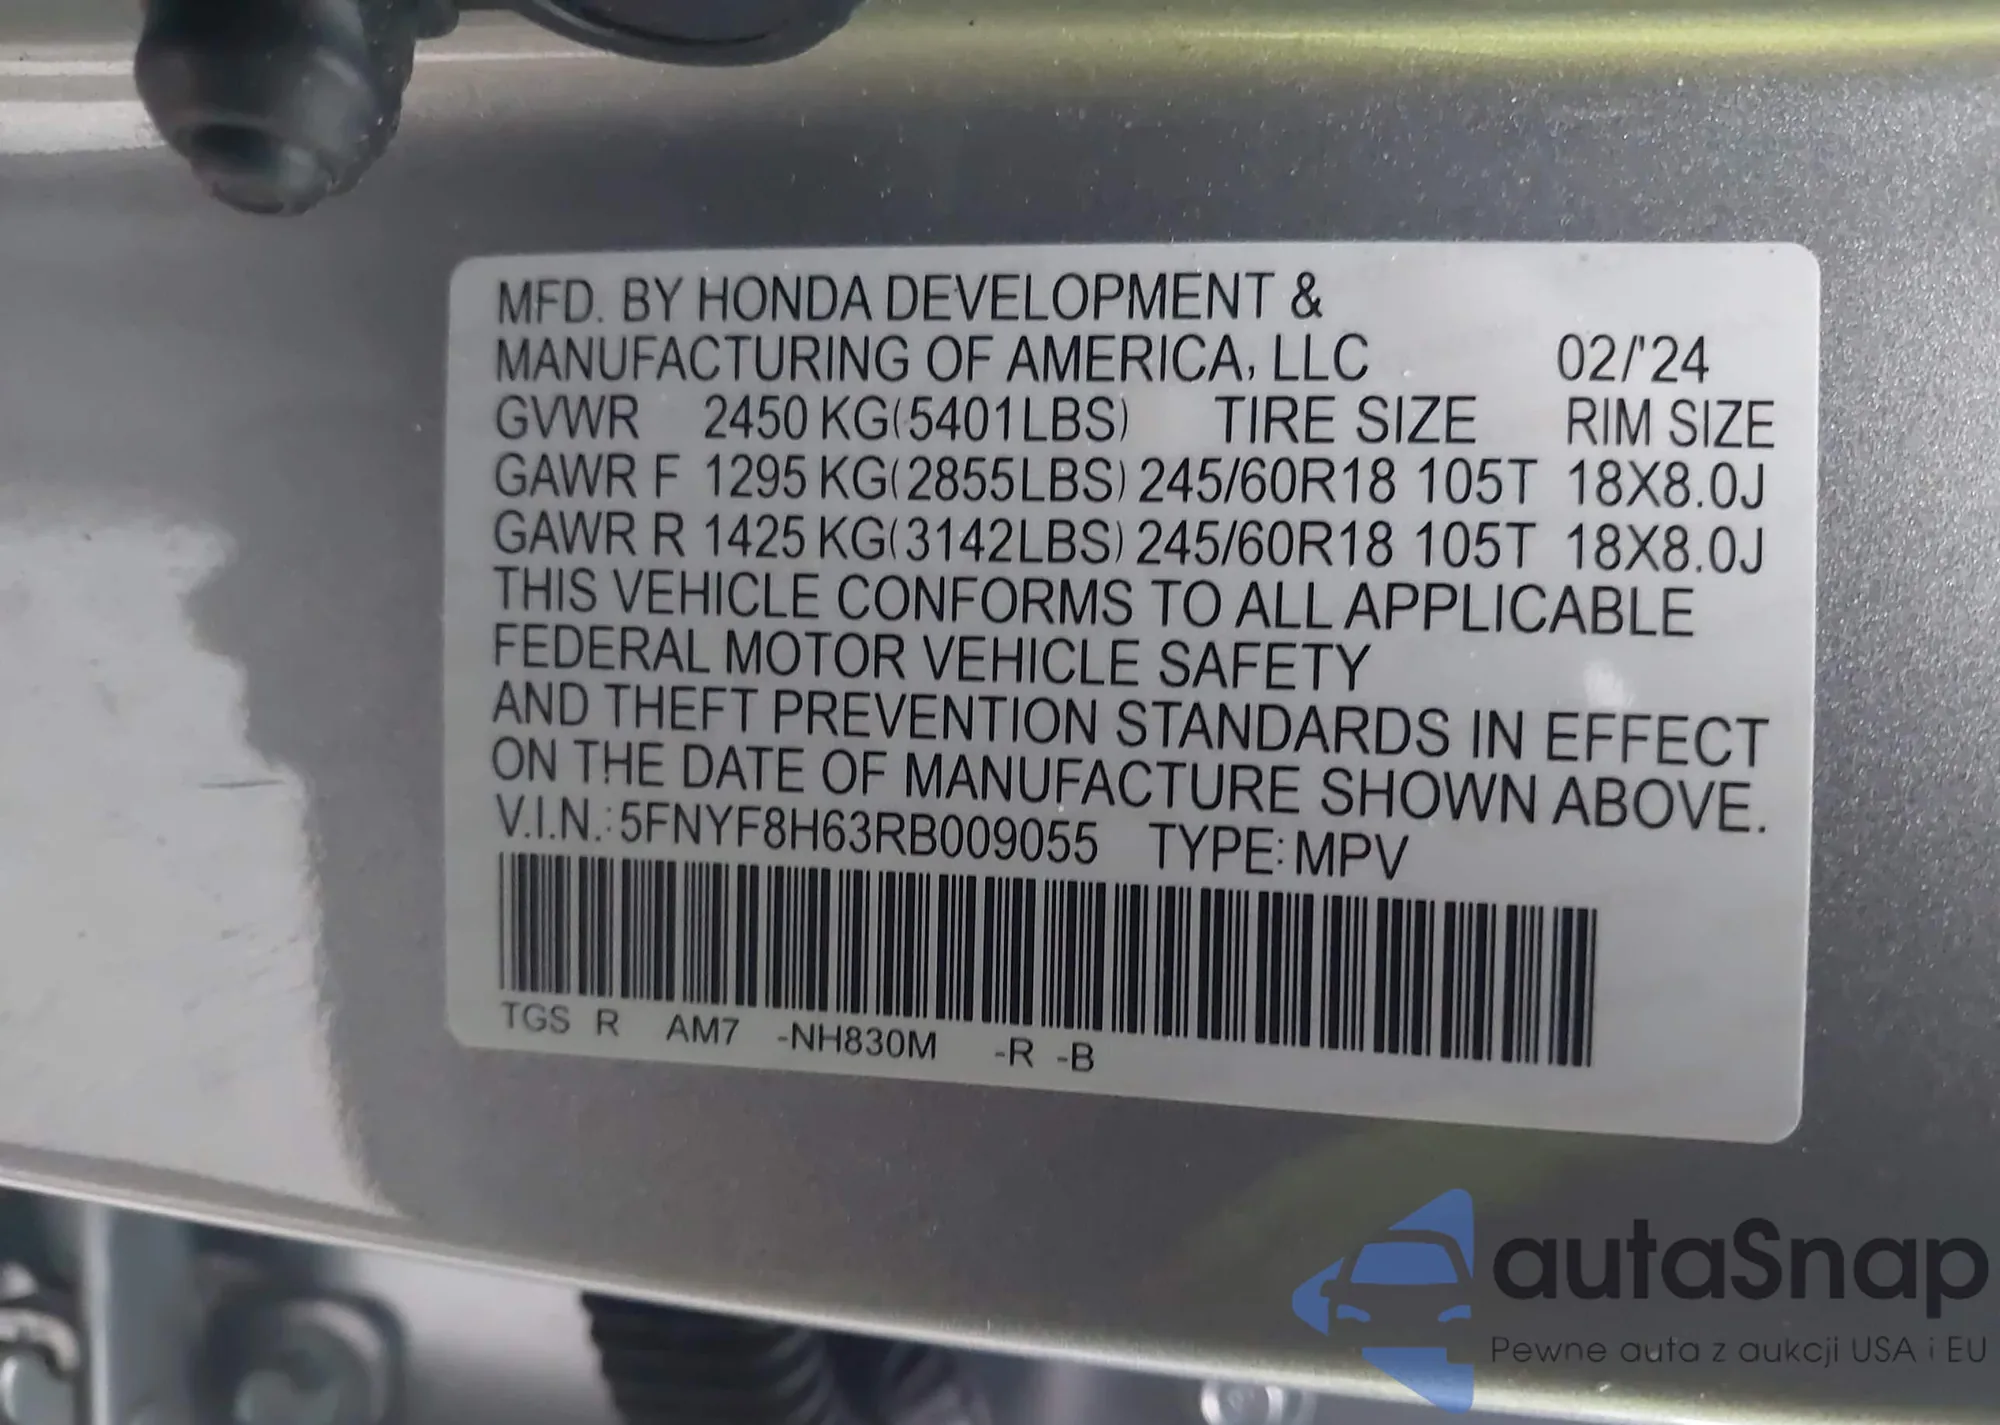 MFD. BY HONDA DEVELOPMENT &
MANUFACTURING OF AMERICA, LLC 02/'24
GVWR 2450 KG(5401LBS) TIRE SIZE RIM SIZE
GAWR F 1295 KG(2855LBS) 245/60R18 105T 18X8.0J
GAWR R 1425 KG(3142LBS) 245/60R18 105T 18X8.0J
THIS VEHICLE CONFORMS TO ALL APPLICABLE
FEDERAL MOTOR VEHICLE SAFETY
AND THEFT PREVENTION STANDARDS IN EFFECT
ON THE DATE OF MANUFACTURE SHOWN ABOVE.
V.I.N.: 5FNYF8H63RB009055 TYPE: MPV
TGS R AM7 -NH830M -R -B
autaSnap
Pewne auta z aukcji USA i EU